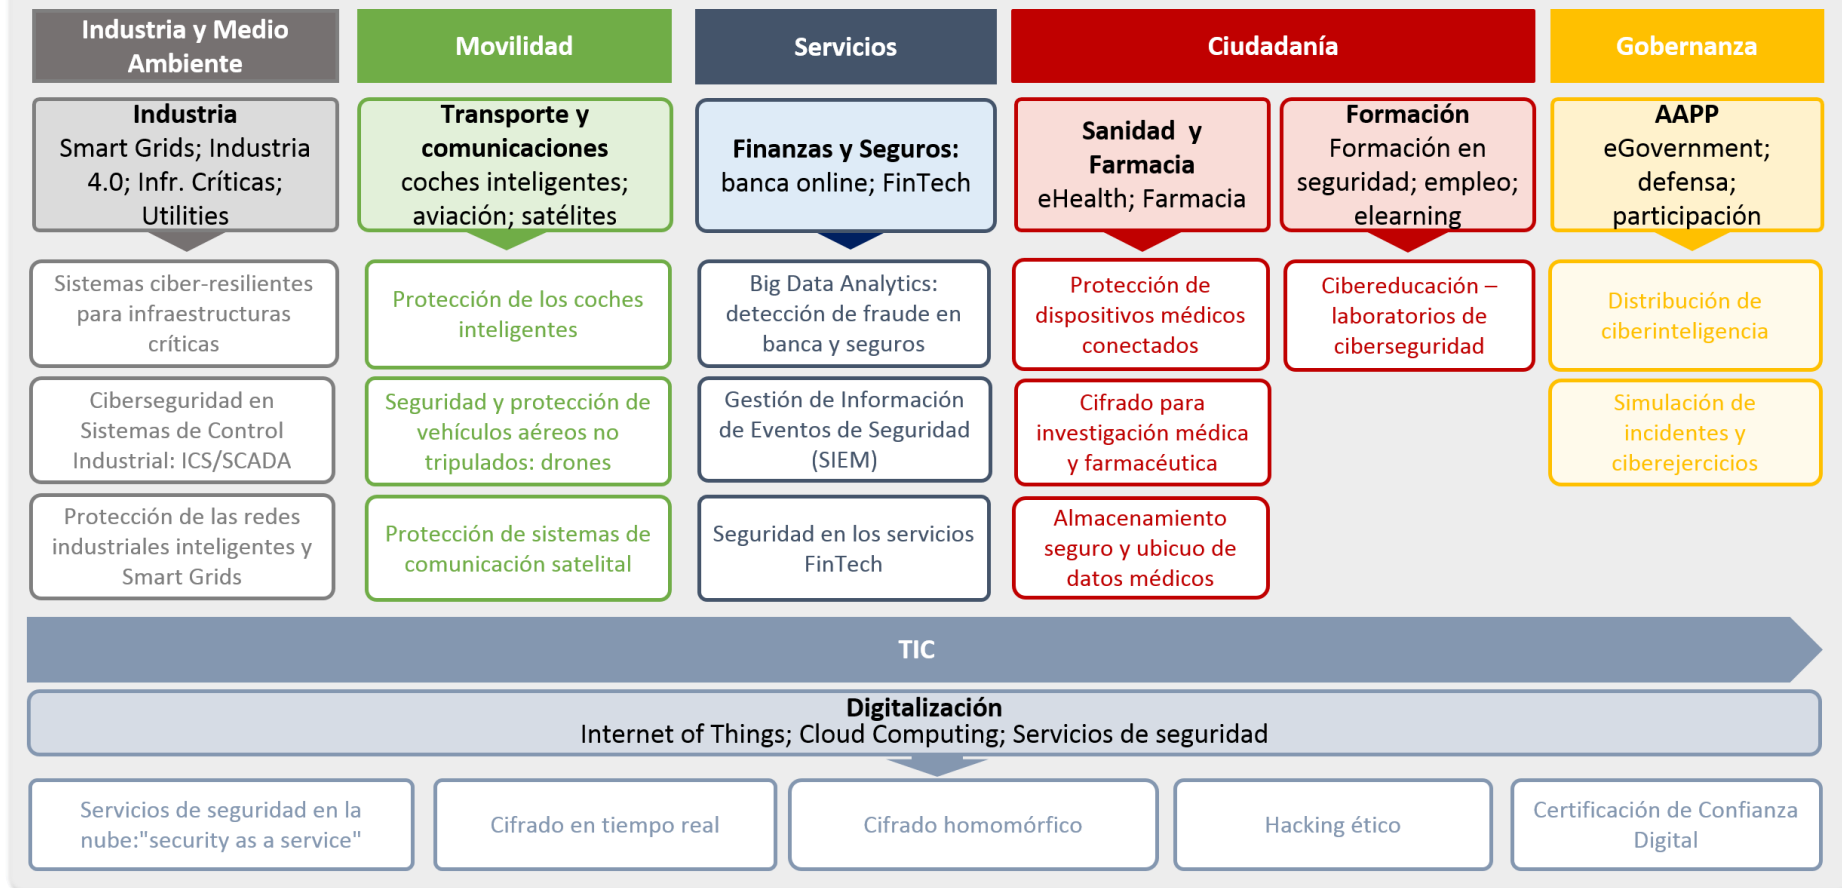 Industria y Medio
Ambiente
Movilidad
Servicios
Ciudadanía
Gobernanza
Industria
Smart Grids; Industria
4.0; Infr. Críticas;
Utilities
Transporte y
comunicaciones
coches inteligentes;
aviación; satélites
Finanzas y Seguros:
banca online; FinTech
Sanidad y
Farmacia
eHealth; Farmacia
Formación
Formación en
seguridad; empleo;
elearning
AAPP
eGovernment;
defensa;
participación
Sistemas ciber-resilientes
para infraestructuras
críticas
Protección de los coches
inteligentes
Big Data Analytics:
detección de fraude en
banca y seguros
Protección de
dispositivos médicos
conectados
Cibereducación –
laboratorios de
ciberseguridad
Distribución de
ciberinteligencia
Ciberseguridad en
Sistemas de Control
Industrial: ICS/SCADA
Seguridad y protección de
vehículos aéreos no
tripulados: drones
Gestión de Información
de Eventos de Seguridad
(SIEM)
Cifrado para
investigación médica
y farmacéutica
Simulación de
incidentes y
ciberejercicios
Protección de las redes
industriales inteligentes y
Smart Grids
Protección de sistemas de
comunicación satelital
Seguridad en los servicios
FinTech
Almacenamiento
seguro y ubicuo de
datos médicos
TIC
Digitalización
Internet of Things; Cloud Computing; Servicios de seguridad
Servicios de seguridad en la
nube:"security as a service"
Cifrado en tiempo real
Cifrado homomórfico
Hacking ético
Certificación de Confianza
Digital